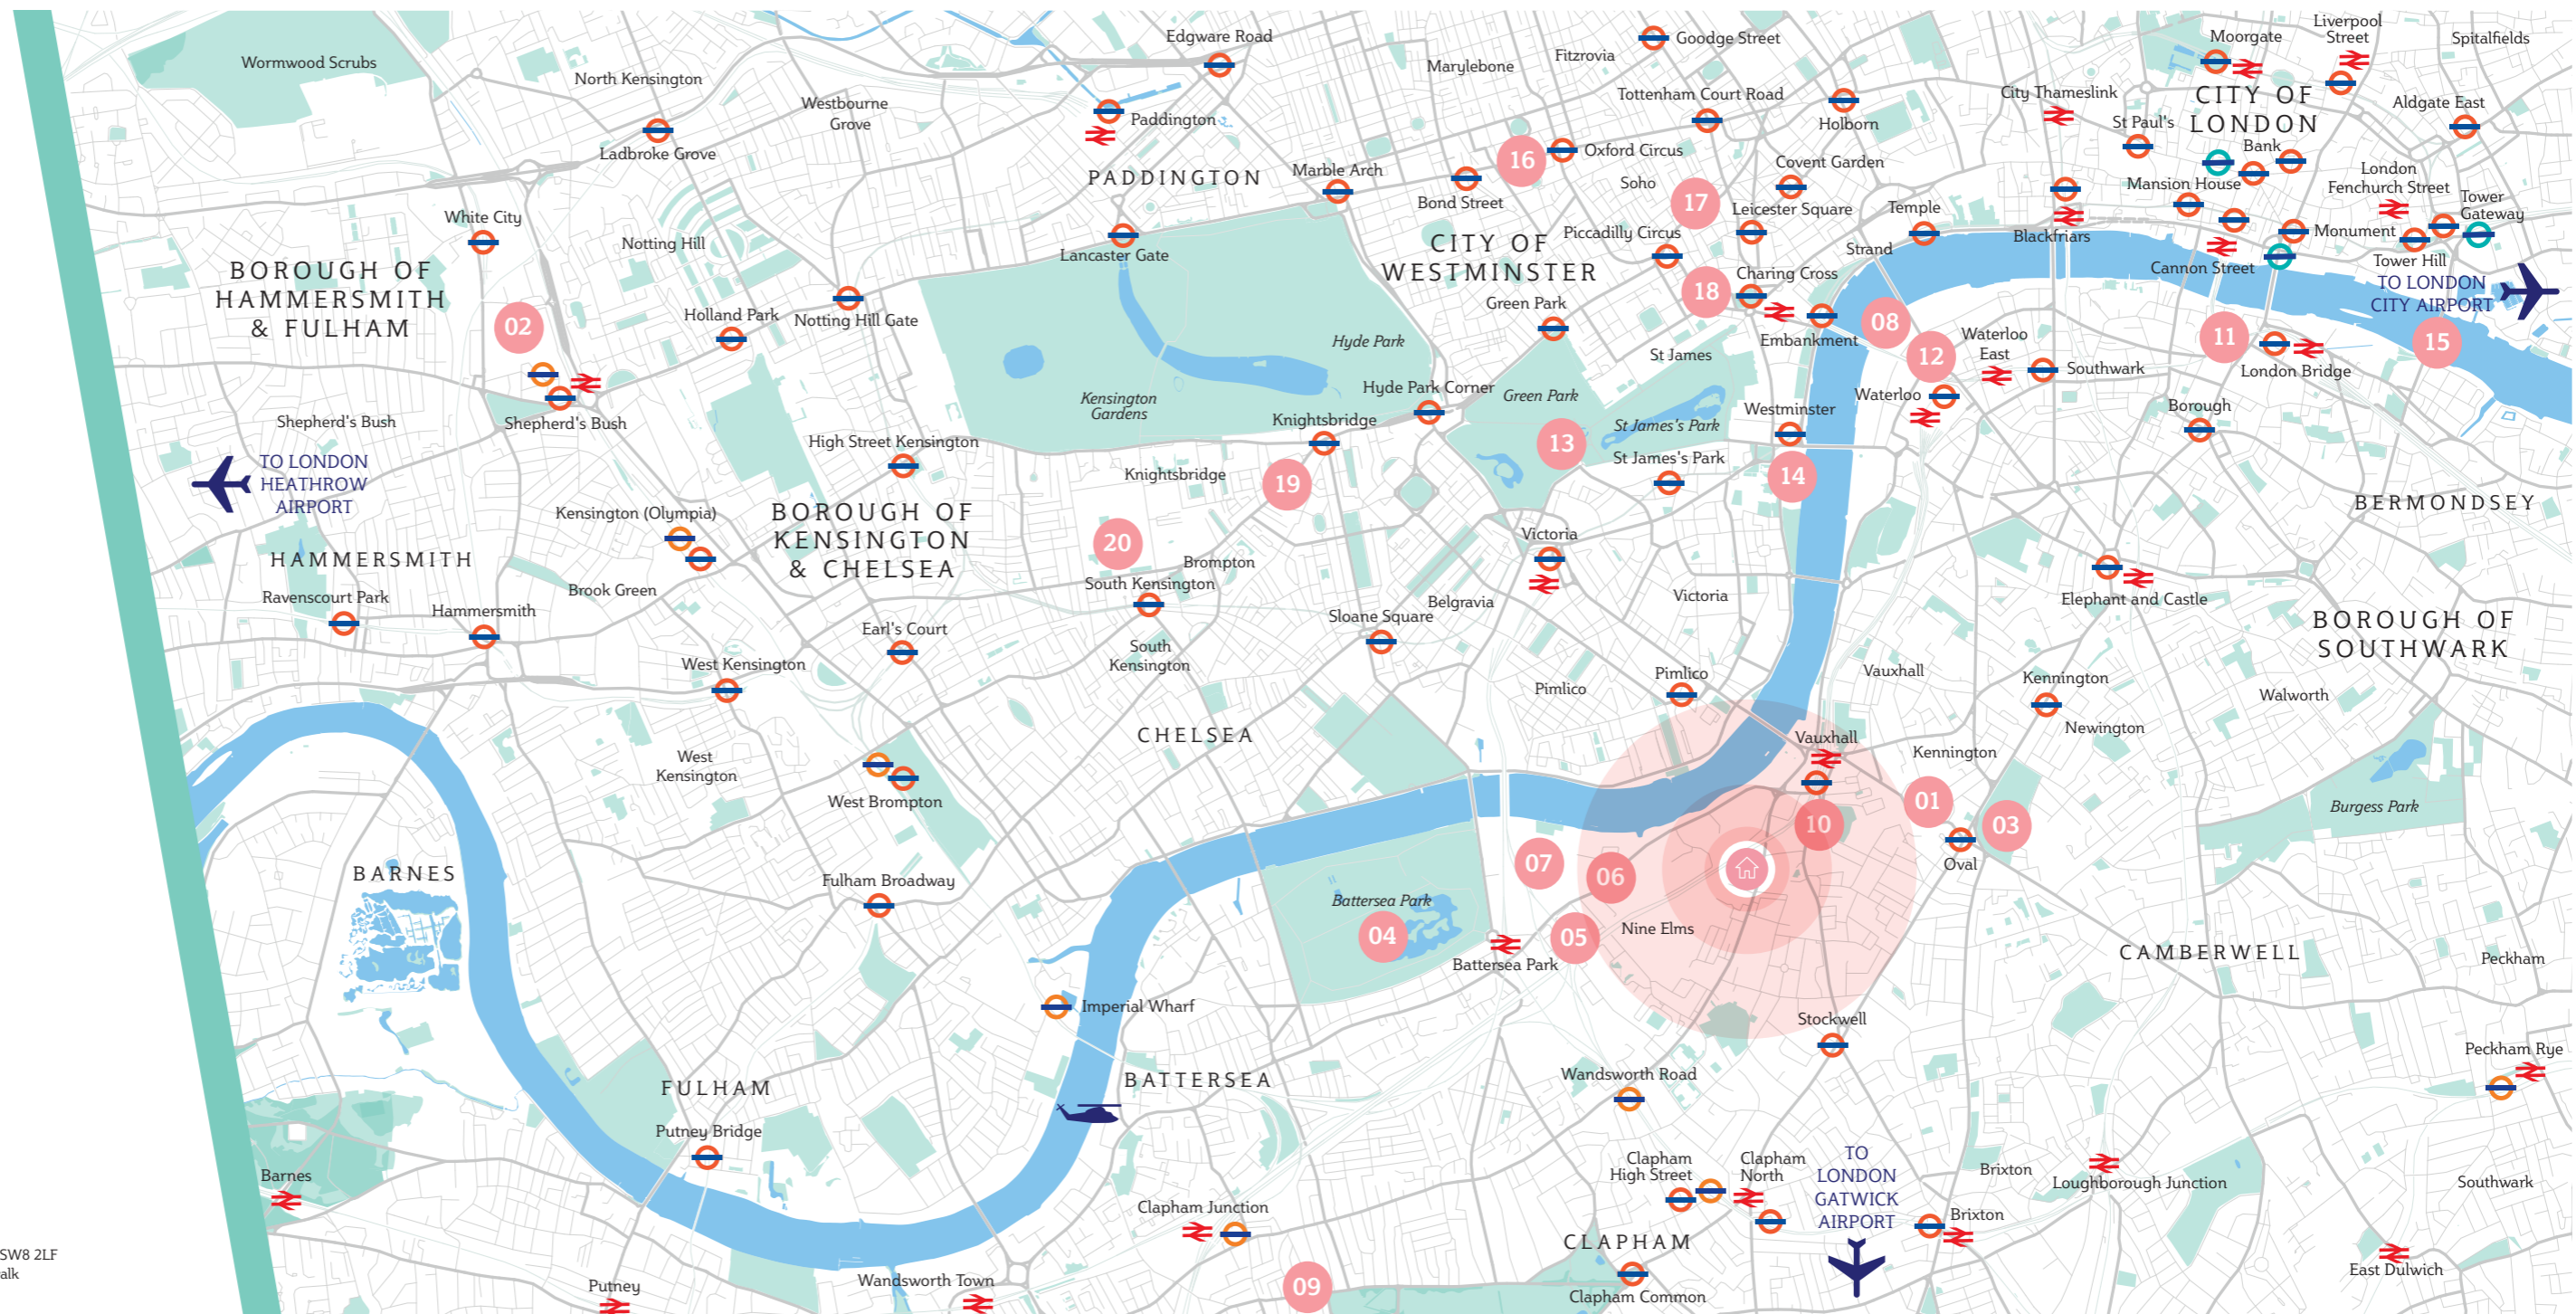 Wormwood Scrubs
North Kensington
Ladbroke Grove
Westbourne
Grove
Edgware Road
Paddington
PADDINGTON
Marylebone
Fitzrovia
Goodge Street
Tottenham Court Road
Holborn
City Thameslink
Moorgate
Liverpool
Street
Spitalfields
CITY OF
LONDON
St Paul's
Bank
Aldgate East
Mansion House
London
Fenchurch Street
Tower
Gateway
Monument
Tower Hill
Cannon Street
Blackfriars
TO LONDON
CITY AIRPORT
White City
Notting Hill
BOROUGH OF
HAMMERSMITH
& FULHAM
02
Holland Park
Notting Hill Gate
Lancaster Gate
Marble Arch
Bond Street
16
Oxford Circus
Soho
17
Covent Garden
Leicester Square
Piccadilly Circus
CITY OF
WESTMINSTER
Green Park
18
Charing Cross
Strand
Temple
Embankment
08
12
Waterloo
East
Southwark
Waterloo
11
London Bridge
15
Borough
Shepherd's Bush
Shepherd's Bush
TO LONDON
HEATHROW
AIRPORT
High Street Kensington
Kensington
Gardens
Hyde Park
Hyde Park Corner
Knightsbridge
Knightsbridge
19
Green Park
St James
St James's Park
13
St James's Park
Westminster
14
BERMONDSEY
Kensington (Olympia)
BOROUGH OF
KENSINGTON
& CHELSEA
HAMMERSMITH
Ravenscourt Park
Hammersmith
Brook Green
20
Brompton
South Kensington
South
Kensington
Victoria
Victoria
Belgravia
Sloane Square
Elephant and Castle
BOROUGH OF
SOUTHWARK
Earl's Court
West Kensington
West
Kensington
West Brompton
CHELSEA
Pimlico
Pimlico
Vauxhall
Vauxhall
Kennington
Kennington
Newington
Walworth
Burgess Park
01
03
10
Oval
07
06
05
Nine Elms
Battersea Park
04
Battersea Park
BARNES
Fulham Broadway
CAMBERWELL
Peckham
Imperial Wharf
Stockwell
Peckham Rye
FULHAM
BATTERSEA
Wandsworth Road
Putney Bridge
Barnes
Clapham
High Street
Clapham
North
TO
LONDON
GATWICK
AIRPORT
Brixton
Brixton
Loughborough Junction
Southwark
Clapham Junction
CLAPHAM
Clapham Common
09
East Dulwich
SW8 2LF
alk
Putney
Wandsworth Town